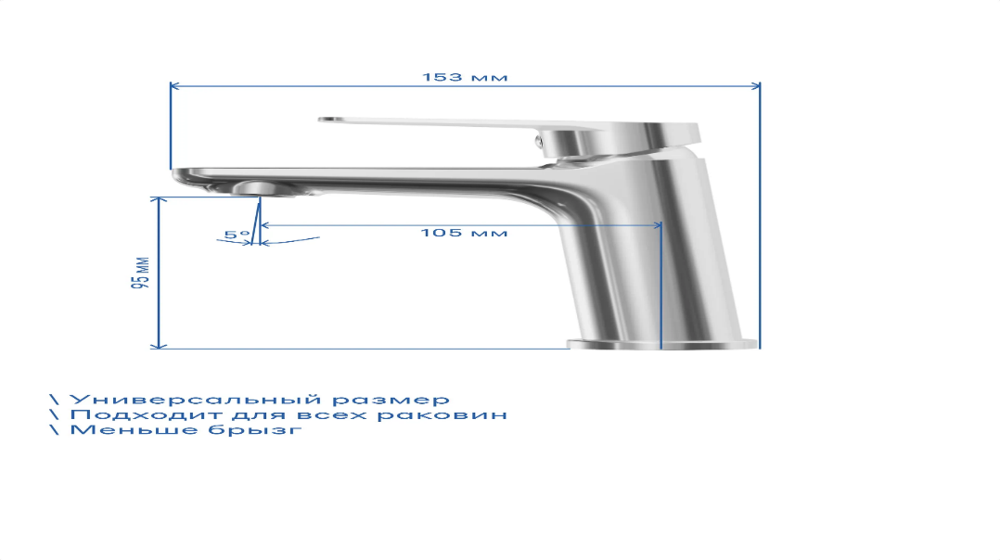 153 мм
105 мм
5°
95 мм
\ Универсальный размер
\ Подходит для всех раковин
\ Меньше брызг